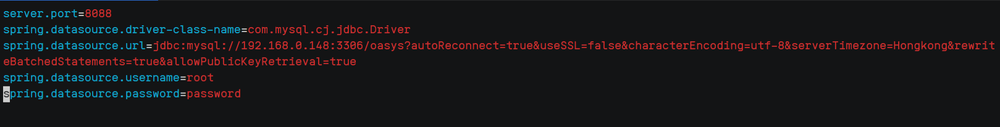 server.port=8088
spring.datasource.driver-class-name=com.mysql.cj.jdbc.Driver
spring.datasource.url=jdbc:mysql://192.168.0.148:3306/oasys?autoReconnect=true&useSSL=false&characterEncoding=utf-8&serverTimezone=Hongkong&rewrit
eBatchedStatements=true&allowPublicKeyRetrieval=true
spring.datasource.username=root
spring.datasource.password=password